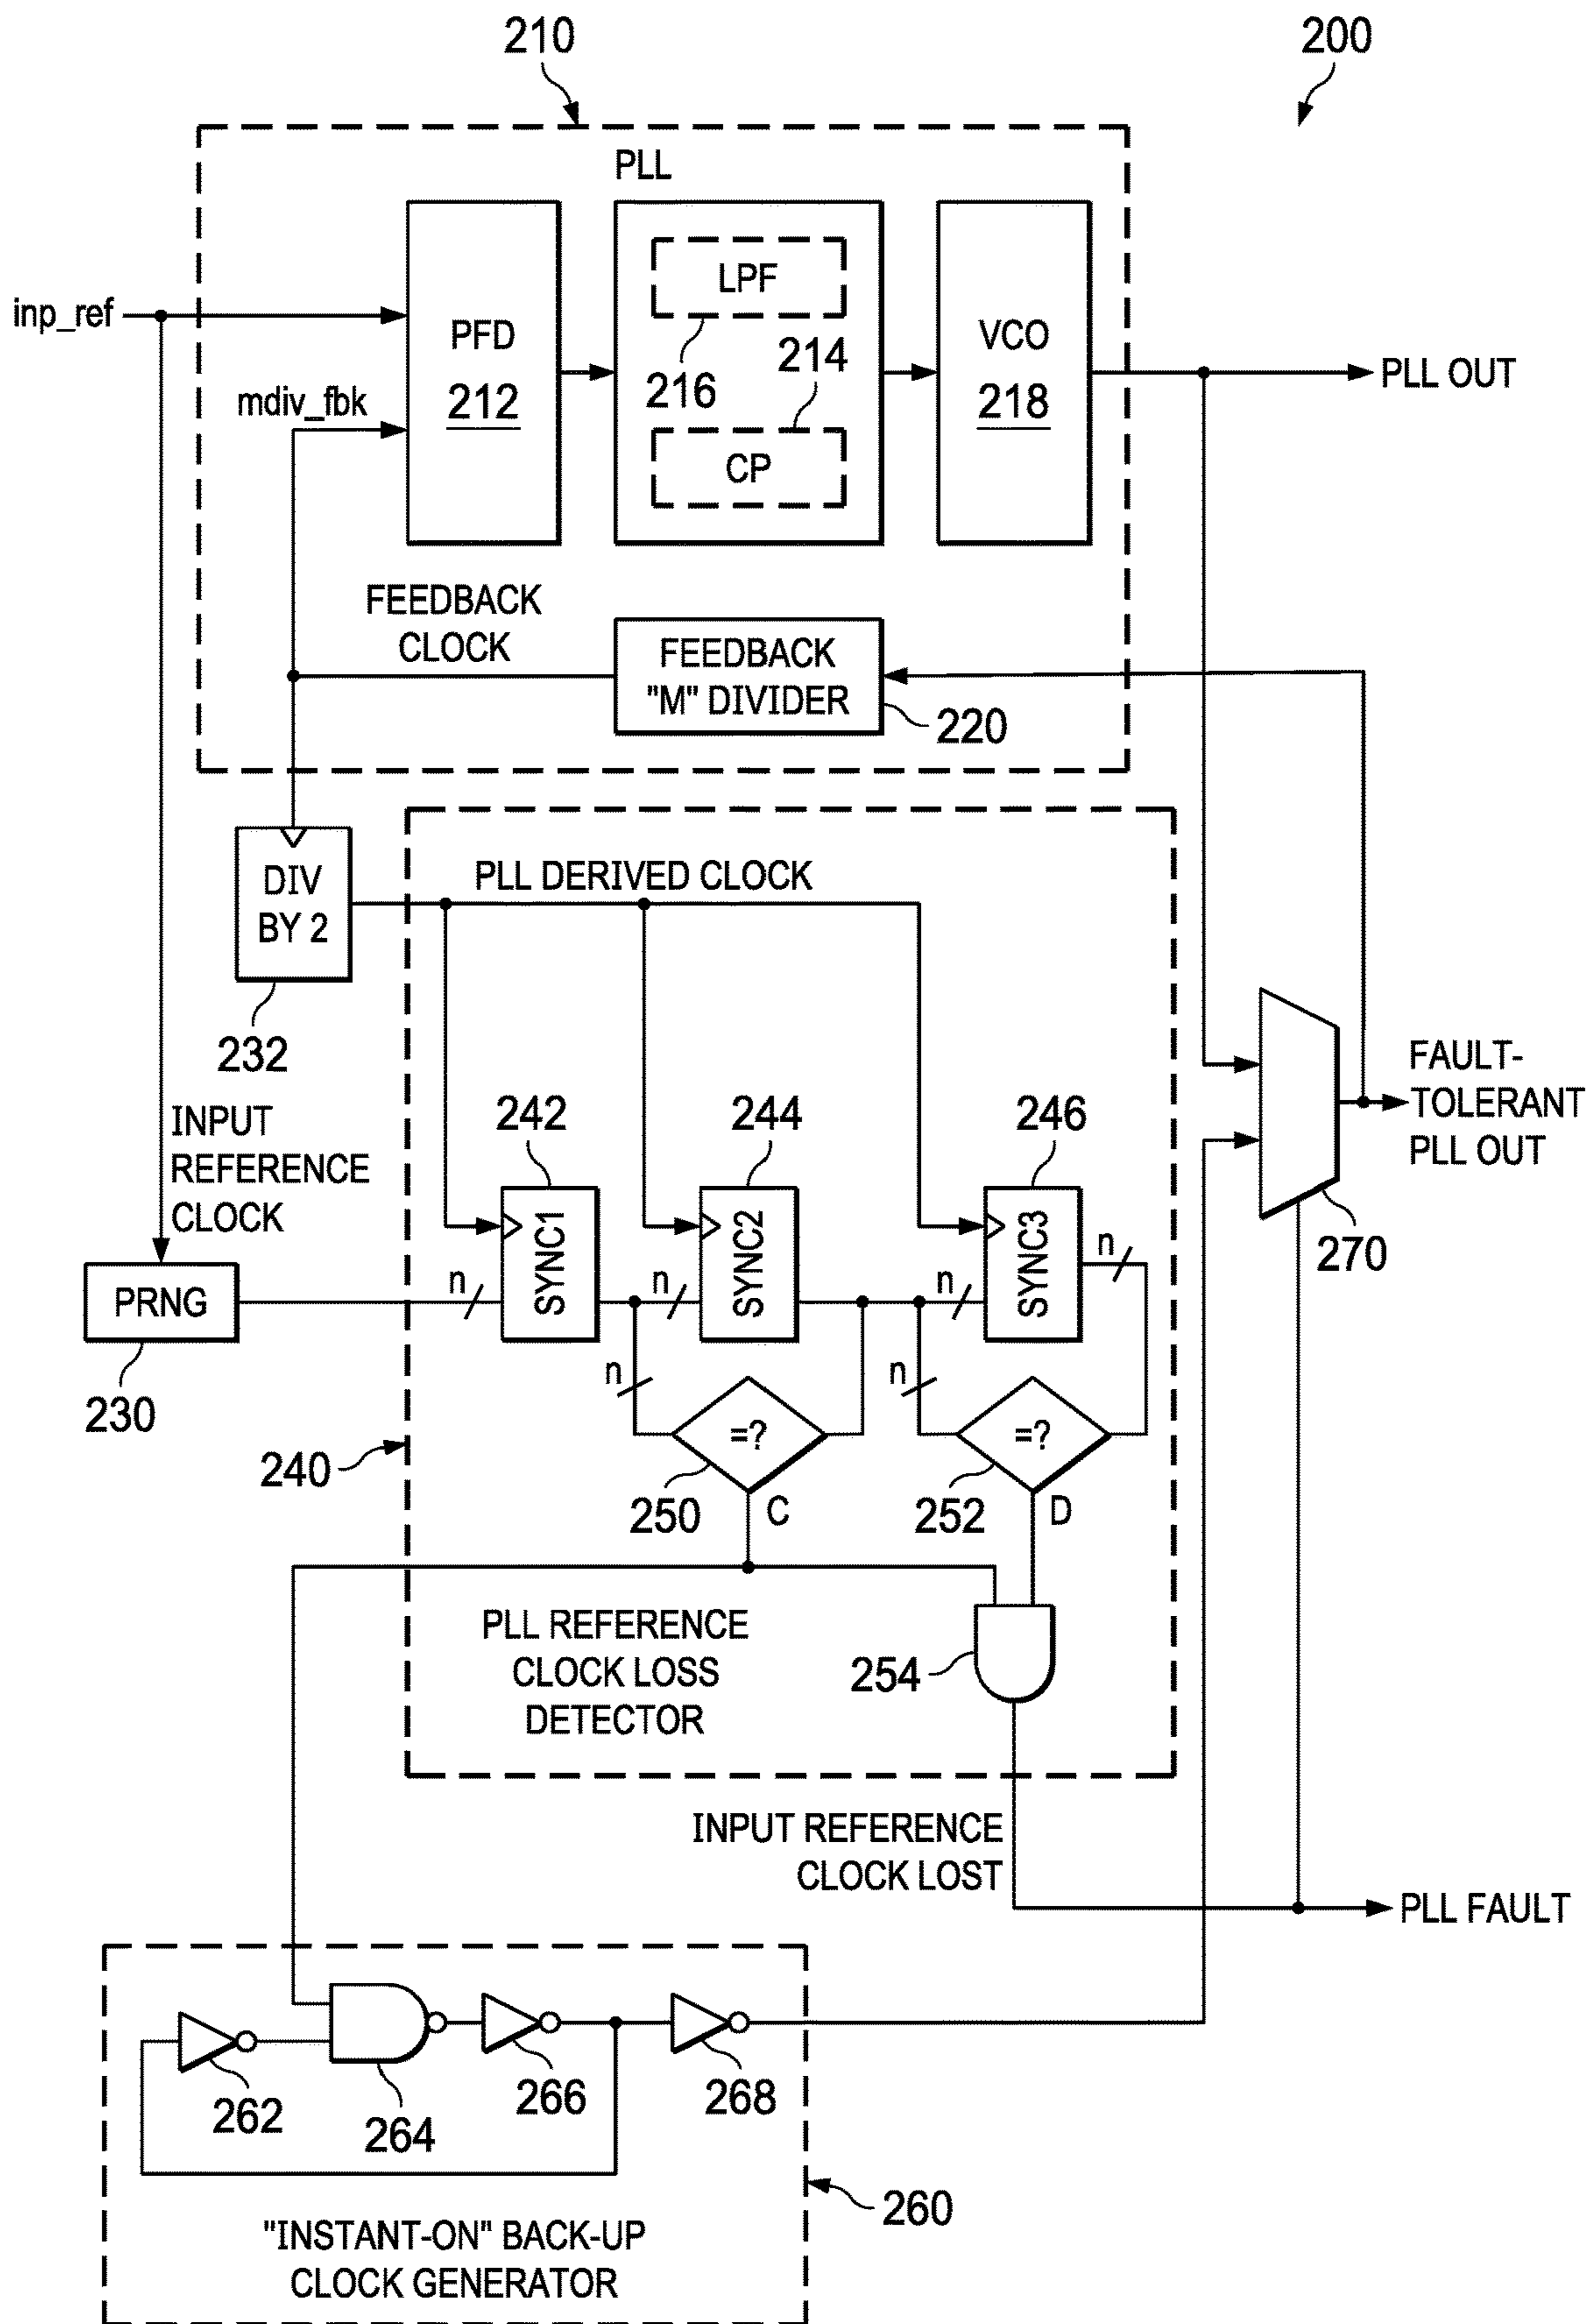 210
200
PLL
LPF
inp_ref
PFD
216
214
VCO
PLL OUT
mdiv_fbk
212
218
CP
FEEDBACK
CLOCK
FEEDBACK
"M" DIVIDER
220
DIV
BY 2
PLL DERIVED CLOCK
232
FAULT-
TOLERANT
PLL OUT
INPUT
REFERENCE
CLOCK
242
244
246
SYNC1
SYNC2
SYNC3
n
270
PRNG
n
n
n
230
n
n
=?
=?
240
250
C
252
D
PLL REFERENCE
CLOCK LOSS
DETECTOR
254
INPUT REFERENCE
CLOCK LOST
PLL FAULT
262
264
266
268
260
"INSTANT-ON" BACK-UP
CLOCK GENERATOR